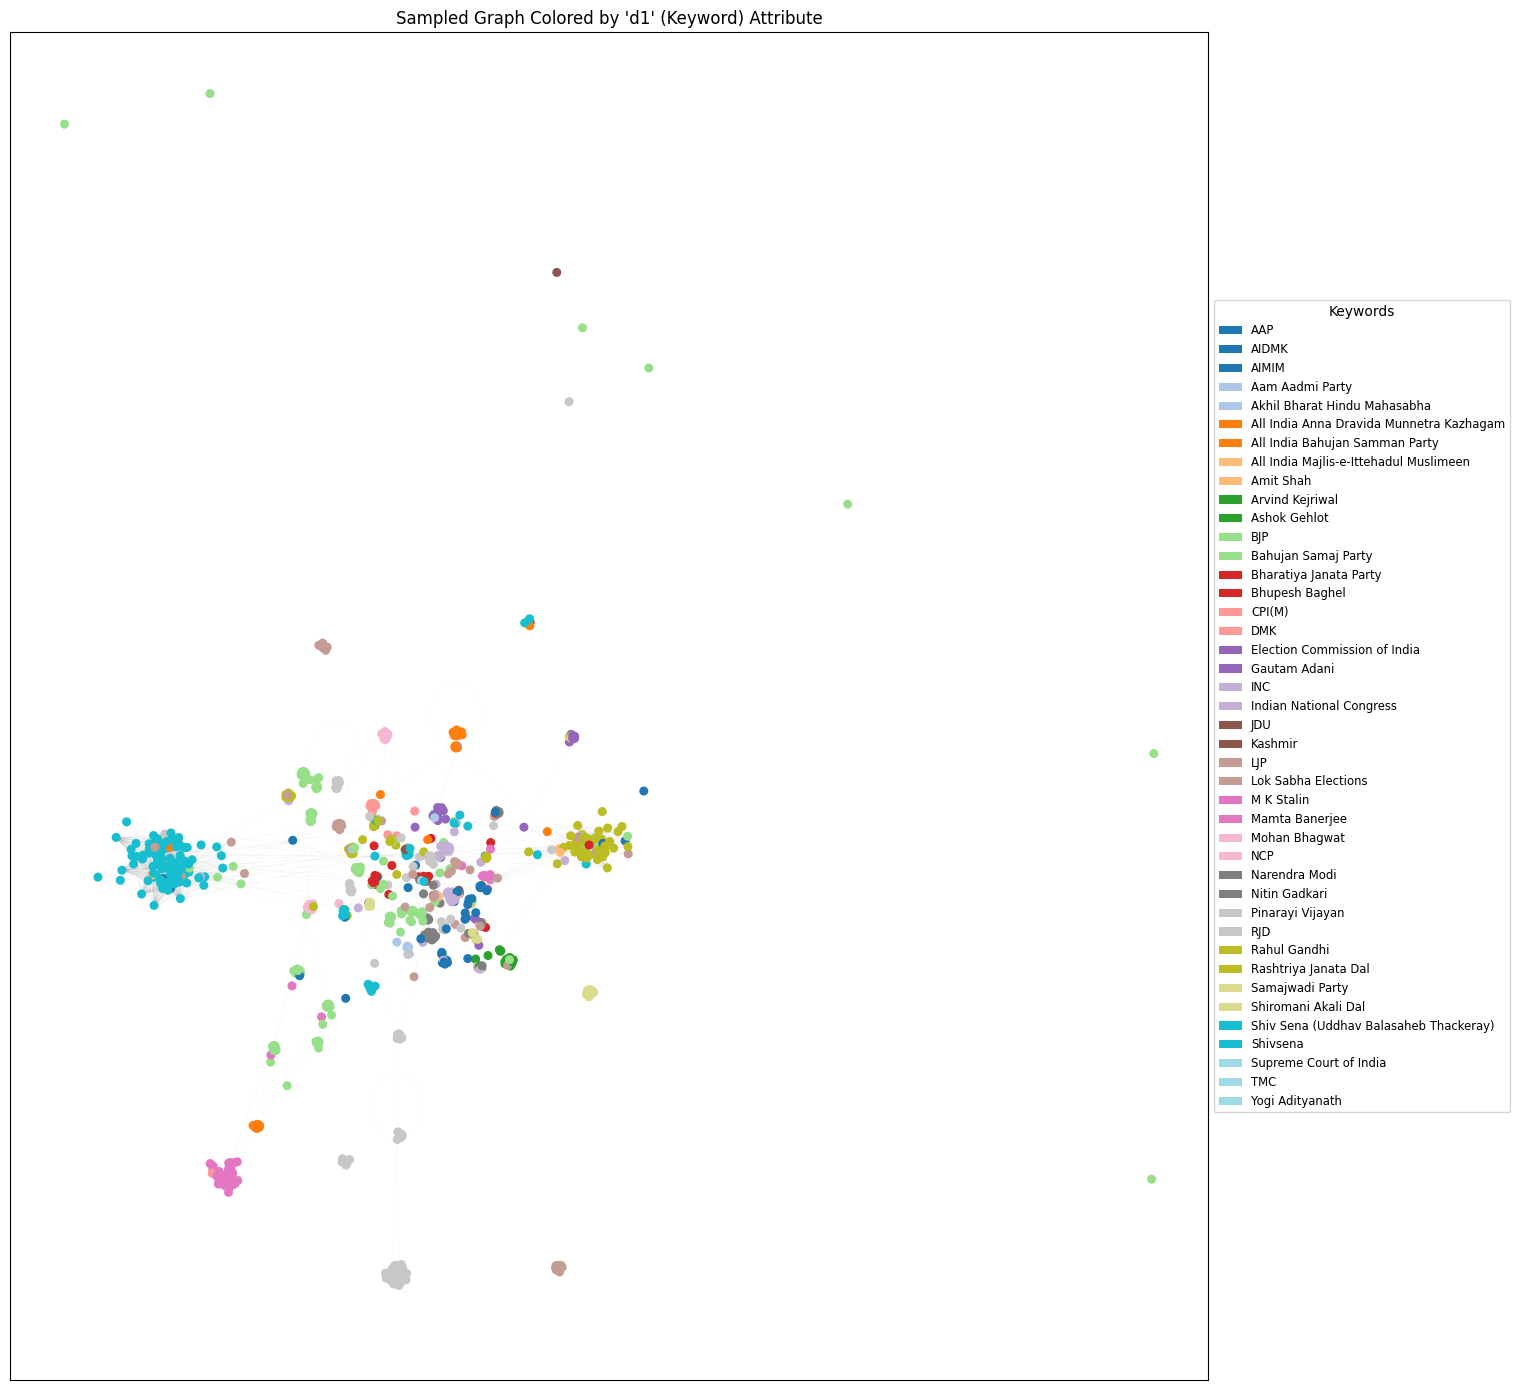 Sampled Graph Colored by 'd1' (Keyword) Attribute
Keywords
AAP
AIDMK
AIMIM
Aam Aadmi Party
Akhil Bharat Hindu Mahasabha
All India Anna Dravida Munnetra Kazhagam
All India Bahujan Samman Party
All India Majlis-e-Ittehadul Muslimeen
Amit Shah
Arvind Kejriwal
Ashok Gehlot
BJP
Bahujan Samaj Party
Bharatiya Janata Party
Bhupesh Baghel
CPI(M)
DMK
Election Commission of India
Gautam Adani
INC
Indian National Congress
JDU
Kashmir
LJP
Lok Sabha Elections
M K Stalin
Mamta Banerjee
Mohan Bhagwat
NCP
Narendra Modi
Nitin Gadkari
Pinarayi Vijayan
RJD
Rahul Gandhi
Rashtriya Janata Dal
Samajwadi Party
Shiromani Akali Dal
Shiv Sena (Uddhav Balasaheb Thackeray)
Shivsena
Supreme Court of India
TMC
Yogi Adityanath